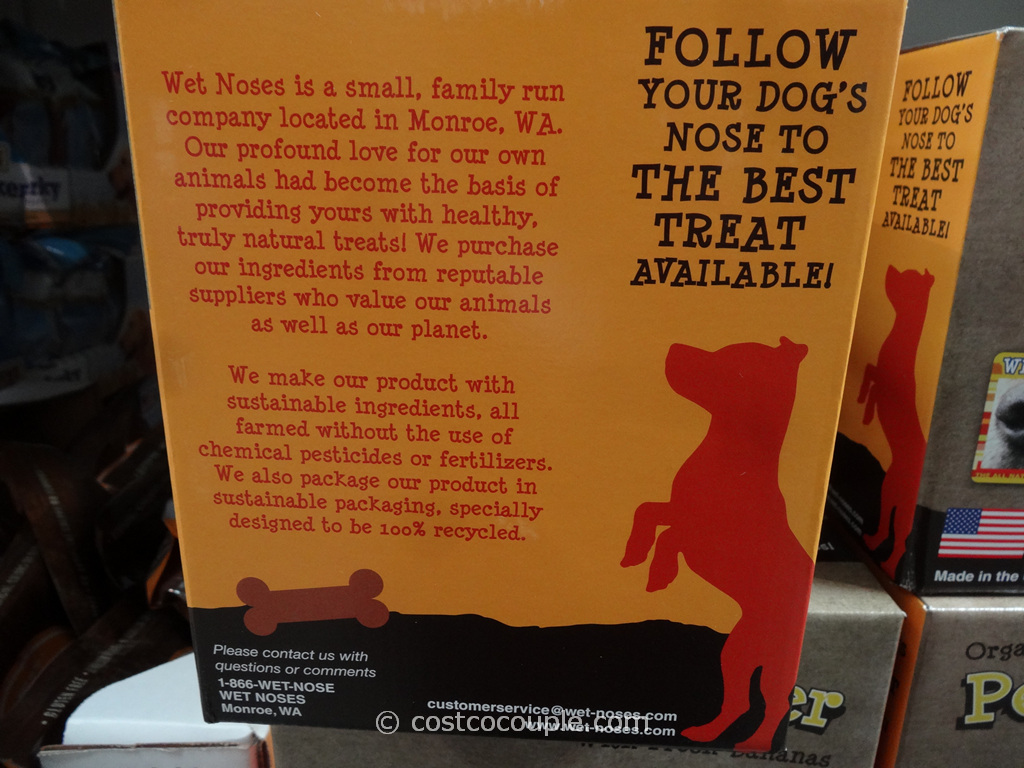 Wet Noses is a small, family run
company located in Monroe, WA.
Our profound love for our own
animals had become the basis of
providing yours with healthy,
truly natural treats! We purchase
our ingredients from reputable
suppliers who value our animals
as well as our planet.
We make our product with
sustainable ingredients, all
farmed without the use of
chemical pesticides or fertilizers.
We also package our product in
sustainable packaging, specially
designed to be 100% recycled.
FOLLOW
YOUR DOG'S
NOSE TO
THE BEST
TREAT
AVAILABLE!
Please contact us with
questions or comments
1-866-WET-NOSE
WET NOSES
Monroe, WA
customerservice@wet-noses.com
www.wet-noses.com
© costcocouple.com
FOLLOW
YOUR DOG'S
NOSE TO
THE BEST
TREAT
AVAILABLE!
Made in the
Bananas